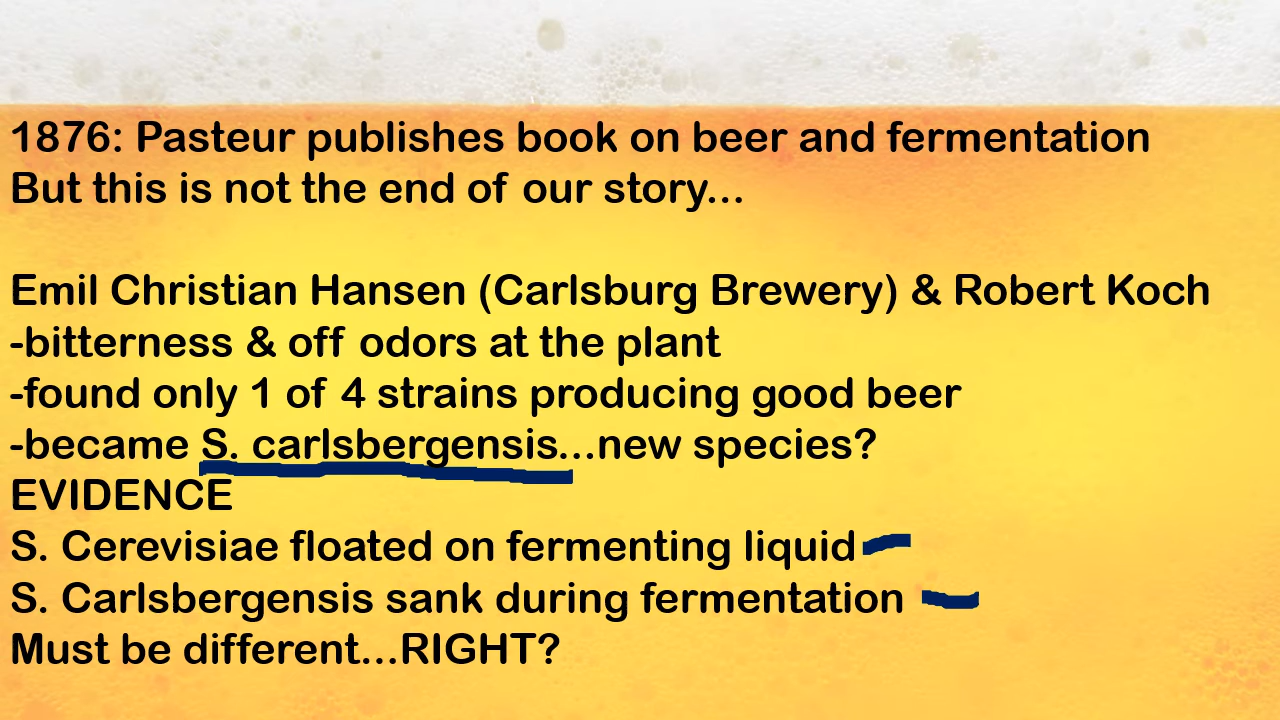 1876: Pasteur publishes book on beer and fermentation
But this is not the end of our story...
Emil Christian Hansen (Carlsburg Brewery) & Robert Koch
-bitterness & off odors at the plant
-found only 1 of 4 strains producing good beer
-became S. carlsbergensis...new species?
EVIDENCE
S. Cerevisiae floated on fermenting liquid
S. Carlsbergensis sank during fermentation
Must be different...RIGHT?